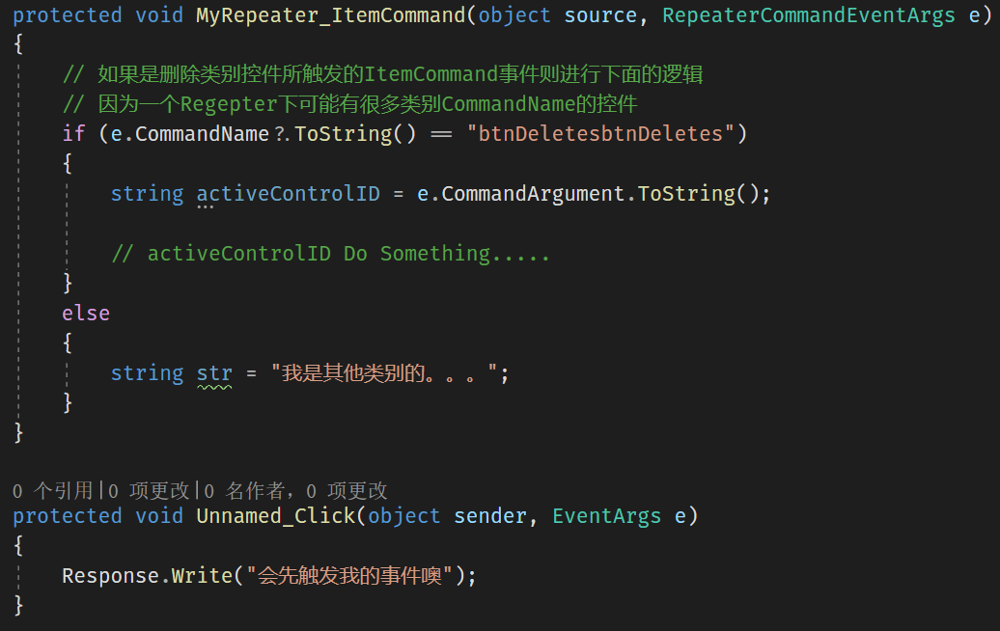 protected void MyRepeater_ItemCommand(object source, RepeaterCommandEventArgs e)
{
// 如果是删除类别控件所触发的ItemCommand事件则进行下面的逻辑
// 因为一个Regepter下可能有很多类别CommandName的控件
if (e.CommandName?.ToString() == "btnDeletesbtnDeletes")
{
string activeControlID = e.CommandArgument.ToString();
// activeControlID Do Something.....
}
else
{
string str = "我是其他类别的。。。";
}
}
0 个引用|0 项更改|0 名作者，0 项更改
protected void Unnamed_Click(object sender, EventArgs e)
{
Response.Write("会先触发我的事件噢");
}